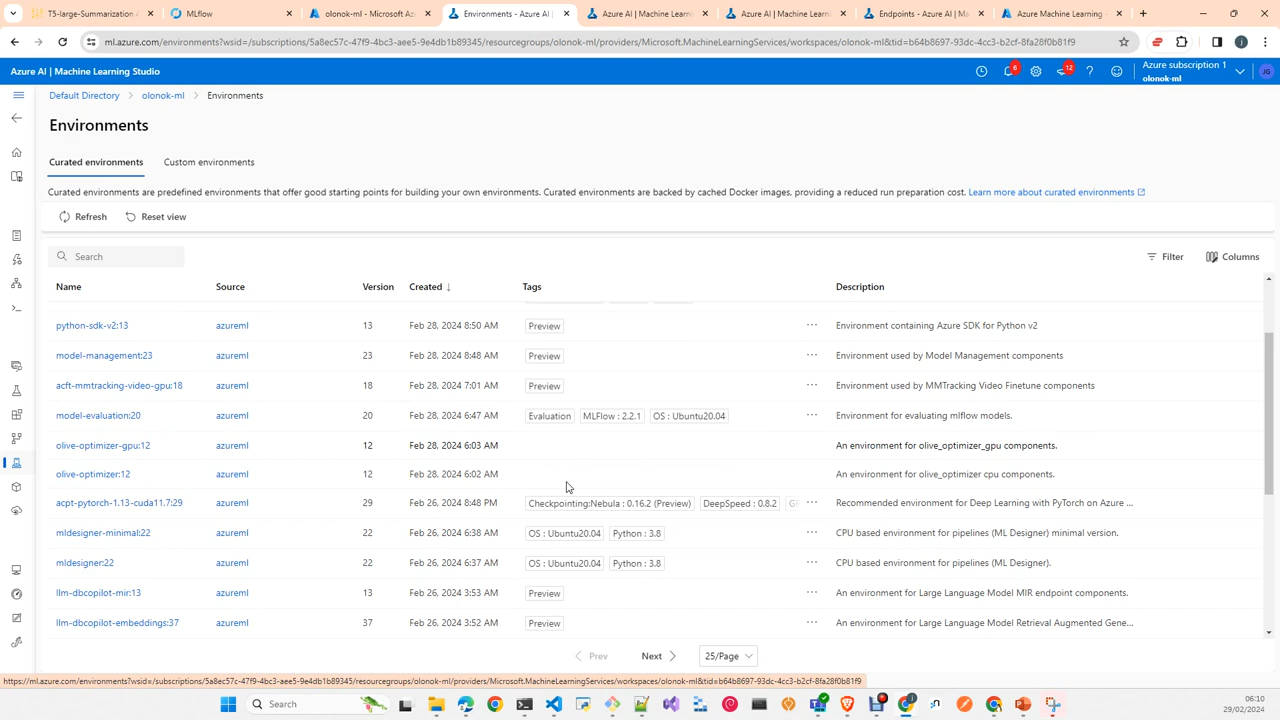 T5-large-Summarization A
MLflow
olonok-ml - Microsoft Az
Environments - Azure AI |
Azure AI | Machine Learni
Azure AI | Machine Learni
Endpoints - Azure AI | Ma
Azure Machine Learning
ml.azure.com/environments?wsid=/subscriptions/5a8ec57c-47f9-4bc3-aee5-9e4db1b89345/resourcegroups/olonok-ml/providers/Microsoft.MachineLearningServices/workspaces/olonok-ml&tid=b64b8697-93dc-4cc3-b2cf-8fa28f0b81f9
Azure AI | Machine Learning Studio
6
12
Azure subscription 1
olonok-ml
JG
Default Directory
olonok-ml
Environments
Environments
Curated environments
Custom environments
Curated environments are predefined environments that offer good starting points for building your own environments. Curated environments are backed by cached Docker images, providing a reduced run preparation cost. Learn more about curated environments
Refresh
Reset view
Search
Filter
Columns
Name Source Version Created ↓ Tags Description
python-sdk-v2:13 azureml 13 Feb 28, 2024 8:50 AM Preview ... Environment containing Azure SDK for Python v2
model-management:23 azureml 23 Feb 28, 2024 8:48 AM Preview ... Environment used by Model Management components
acft-mmtracking-video-gpu:18 azureml 18 Feb 28, 2024 7:01 AM Preview ... Environment used by MMTracking Video Finetune components
model-evaluation:20 azureml 20 Feb 28, 2024 6:47 AM Evaluation MLFlow : 2.2.1 OS : Ubuntu20.04 ... Environment for evaluating mlflow models.
olive-optimizer-gpu:12 azureml 12 Feb 28, 2024 6:03 AM An environment for olive_optimizer_gpu components.
olive-optimizer:12 azureml 12 Feb 28, 2024 6:02 AM An environment for olive_optimizer cpu components.
acpt-pytorch-1.13-cuda11.7:29 azureml 29 Feb 26, 2024 8:48 PM Checkpointing:Nebula : 0.16.2 (Preview) DeepSpeed : 0.8.2 ... Recommended environment for Deep Learning with PyTorch on Azure ...
mldesigner-minimal:22 azureml 22 Feb 26, 2024 6:38 AM OS : Ubuntu20.04 Python : 3.8 ... CPU based environment for pipelines (ML Designer) minimal version.
mldesigner:22 azureml 22 Feb 26, 2024 6:37 AM OS : Ubuntu20.04 Python : 3.8 ... CPU based environment for pipelines (ML Designer).
llm-dbcopilot-mir:13 azureml 13 Feb 26, 2024 3:53 AM Preview ... An environment for Large Language Model MIR endpoint components.
llm-dbcopilot-embeddings:37 azureml 37 Feb 26, 2024 3:52 AM Preview ... An environment for Large Language Model Retrieval Augmented Gene...
Prev
Next
25/Page
https://ml.azure.com/environments?wsid=/subscriptions/5a8ec57c-47f9-4bc3-aee5-9e4db1b89345/resourcegroups/olonok-ml/providers/Microsoft.MachineLearningServices/workspaces/olonok-ml&tid=b64b8697-93dc-4cc3-b2cf-8fa28f0b81f9
Search
06:10
29/02/2024